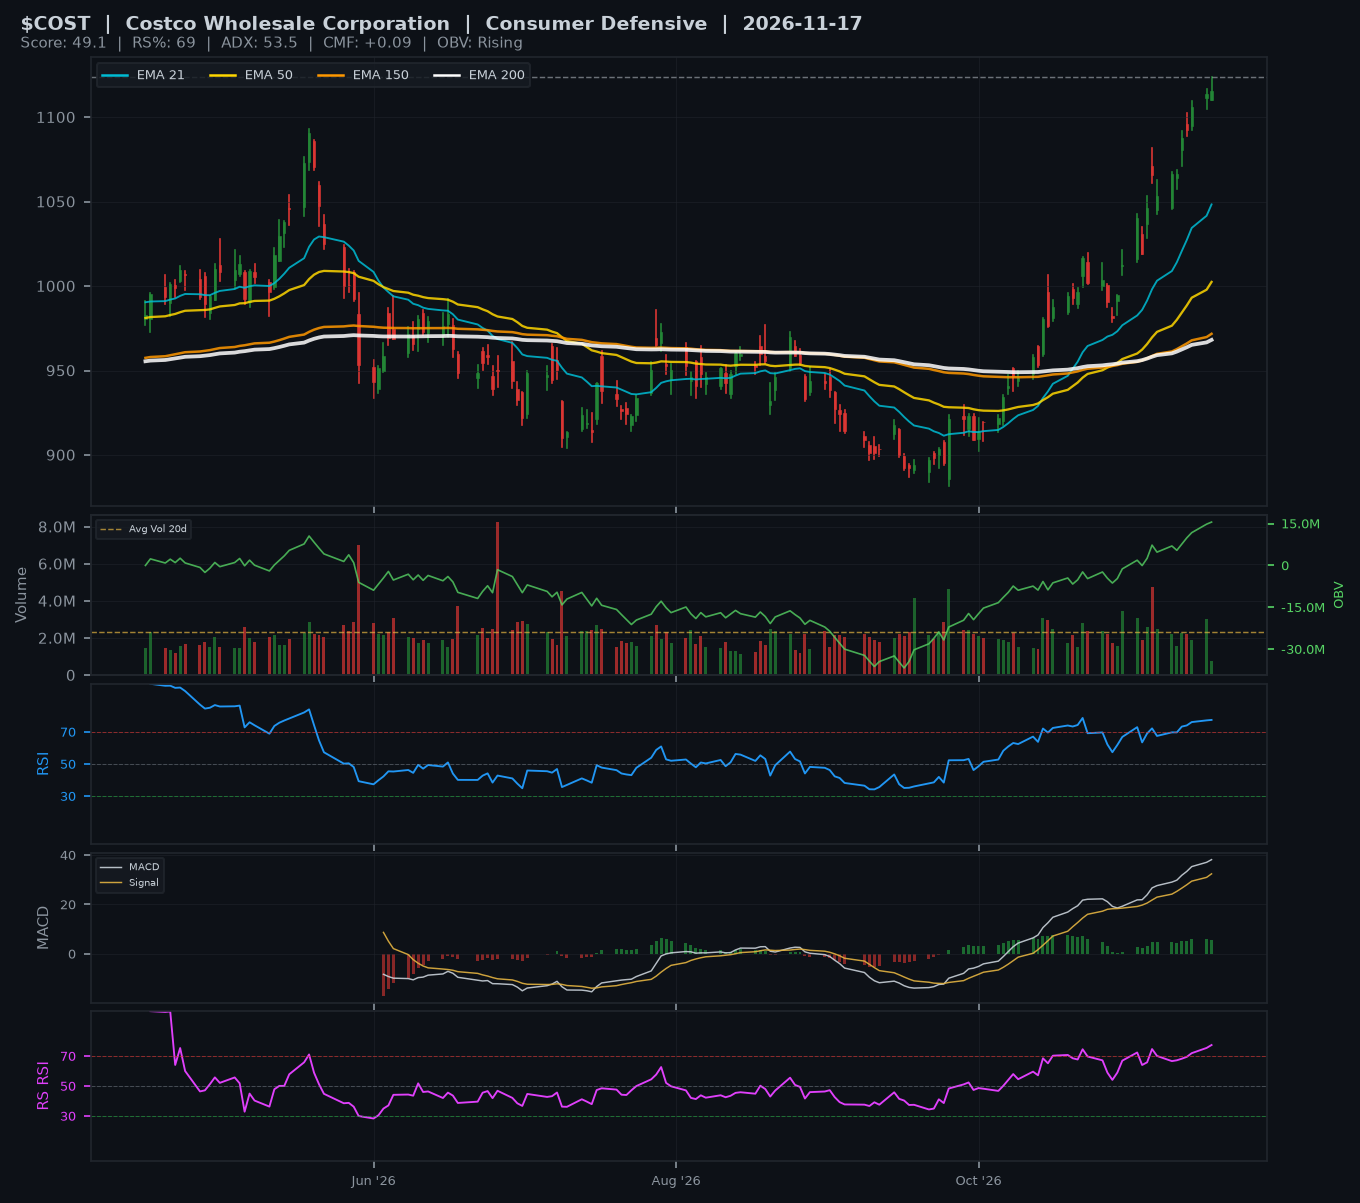 $COST | Costco Wholesale Corporation | Consumer Defensive | 2026-11-17
Score: 49.1 | RS%: 69 | ADX: 53.5 | CMF: +0.09 | OBV: Rising
EMA 21 EMA 50 EMA 150 EMA 200
1100
1050
1000
950
900
Avg Vol 20d
8.0M
6.0M
4.0M
2.0M
0
Volume
15.0M
0
-15.0M
-30.0M
OBV
70
50
30
RSI
MACD
Signal
40
20
0
MACD
70
50
30
RS RSI
Jun '26
Aug '26
Oct '26